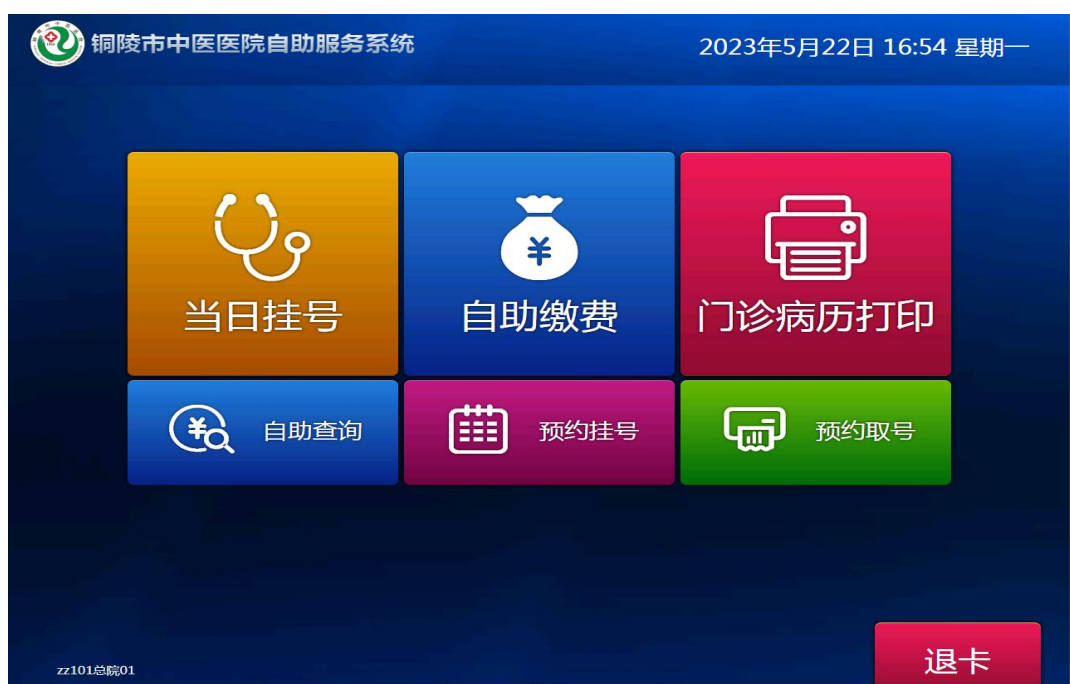 铜陵市中医医院自助服务系统
2023年5月22日 16:54 星期一
当日挂号
自助缴费
门诊病历打印
自助查询
预约挂号
预约取号
退卡
zz101总院01